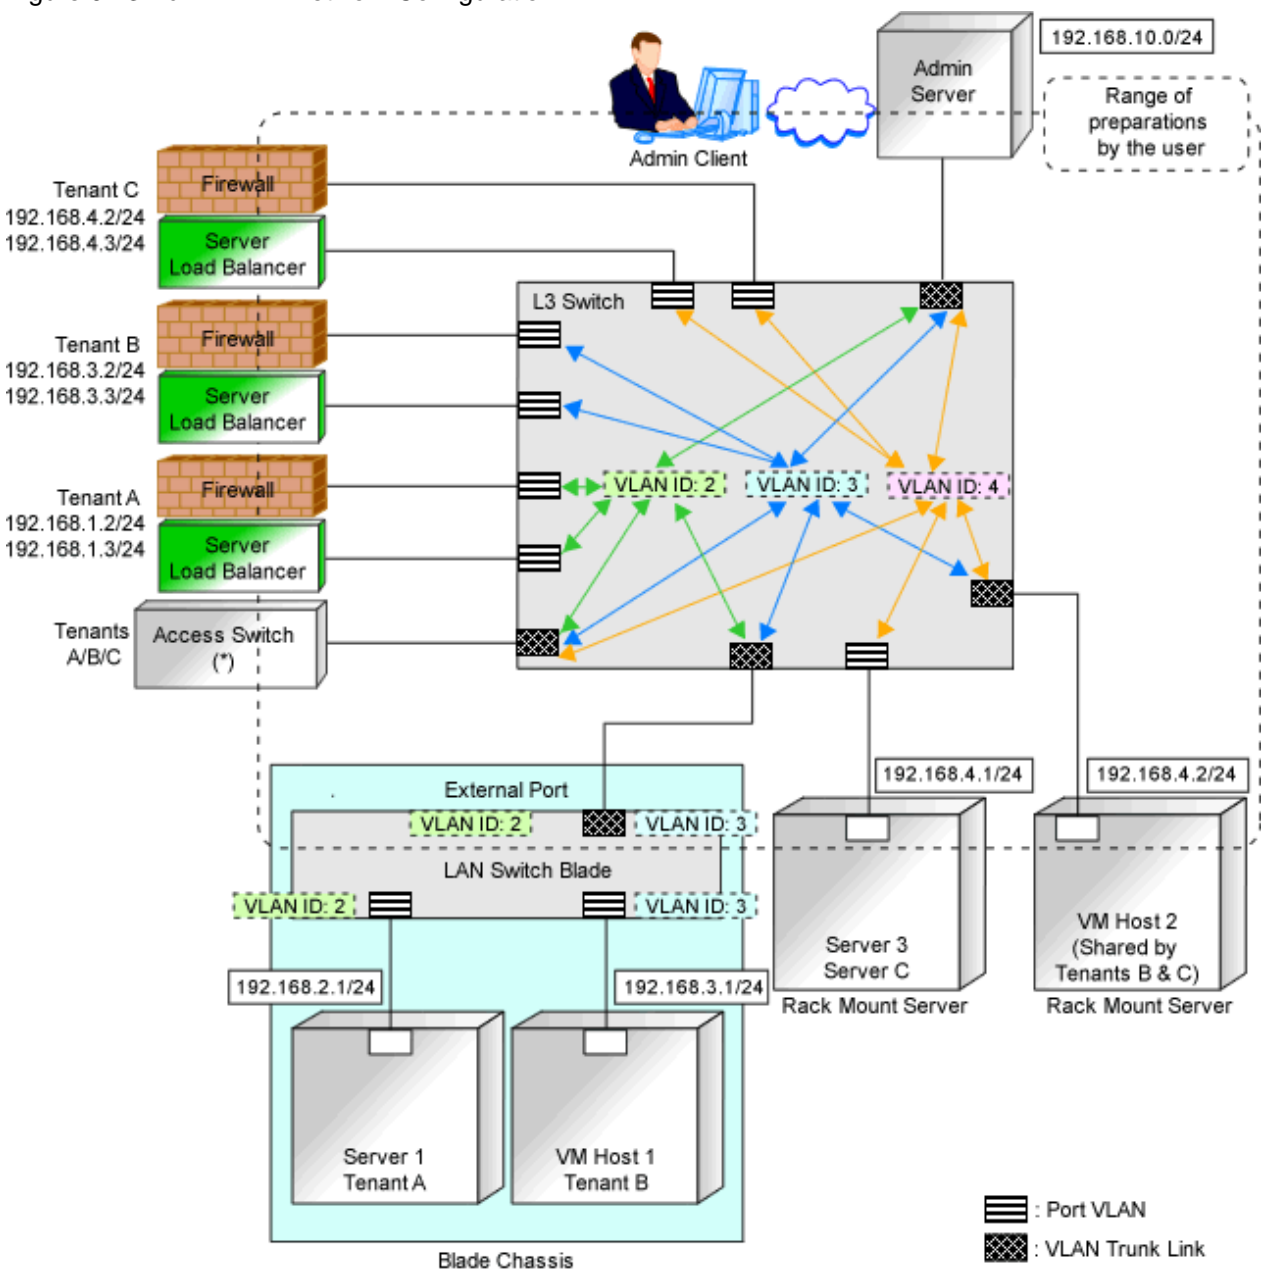 192.168.10.0/24
Admin
Server
Range of
preparations
by the user
Admin Client
Tenant C
192.168.4.2/24
192.168.4.3/24
Firewall
Server
Load Balancer
L3 Switch
Tenant B
192.168.3.2/24
192.168.3.3/24
Firewall
Server
Load Balancer
Tenant A
192.168.1.2/24
192.168.1.3/24
Firewall
Server
Load Balancer
VLAN ID: 2
VLAN ID: 3
VLAN ID: 4
Tenants
A/B/C
Access Switch
(*)
External Port
VLAN ID: 2
VLAN ID: 3
LAN Switch Blade
VLAN ID: 2
VLAN ID: 3
192.168.4.1/24
192.168.4.2/24
192.168.2.1/24
192.168.3.1/24
Server 3
Server C
Rack Mount Server
VM Host 2
(Shared by
Tenants B & C)
Rack Mount Server
Server 1
Tenant A
VM Host 1
Tenant B
Blade Chassis
: Port VLAN
: VLAN Trunk Link